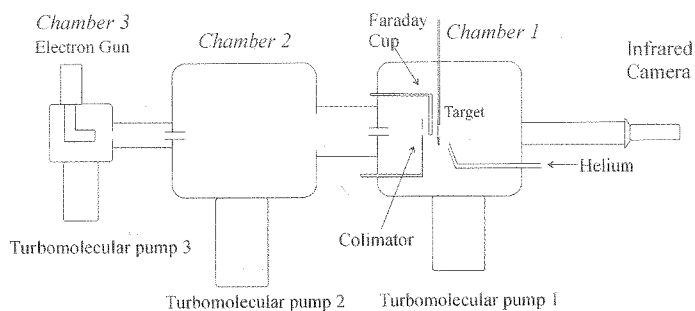 Chamber 3
Electron Gun
Chamber 2
Faraday
Cup
Chamber 1
Infrared
Camera
Target
Helium
Colimator
Turbomolecular pump 3
Turbomolecular pump 2
Turbomolecular pump 1